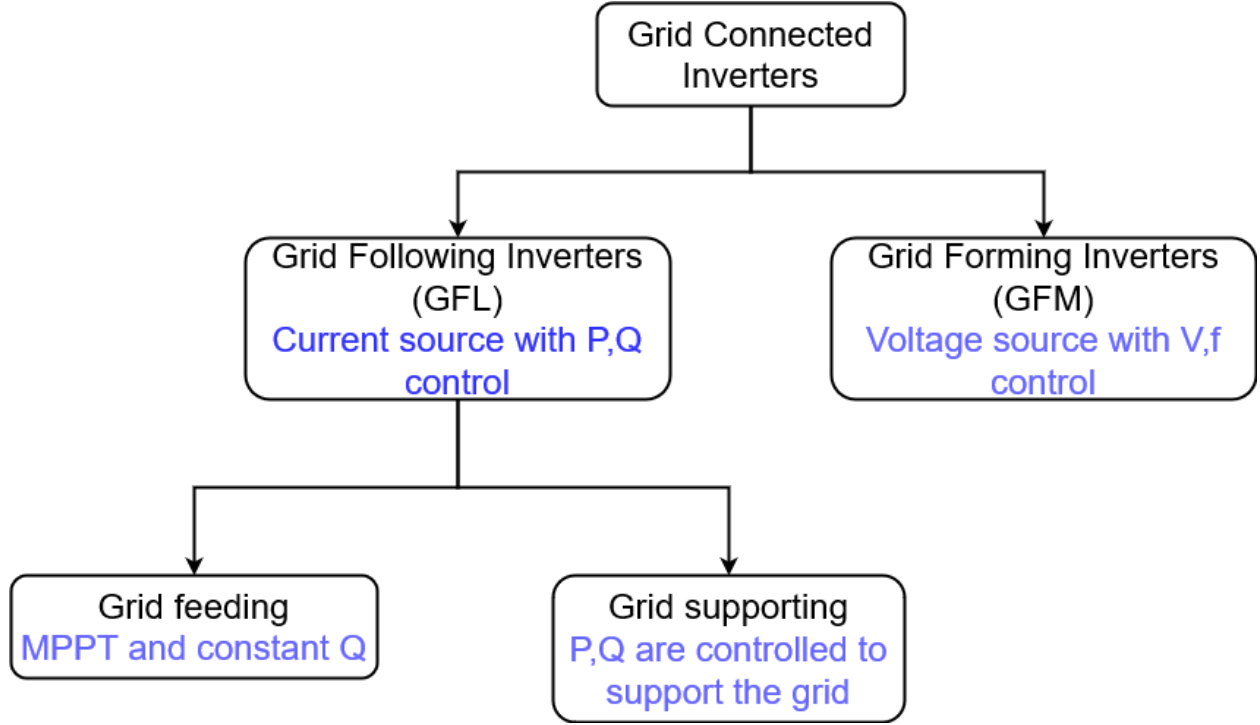 Grid Connected
Inverters
Grid Following Inverters
(GFL)
Current source with P,Q
control
Grid Forming Inverters
(GFM)
Voltage source with V,f
control
Grid feeding
MPPT and constant Q
Grid supporting
P,Q are controlled to
support the grid